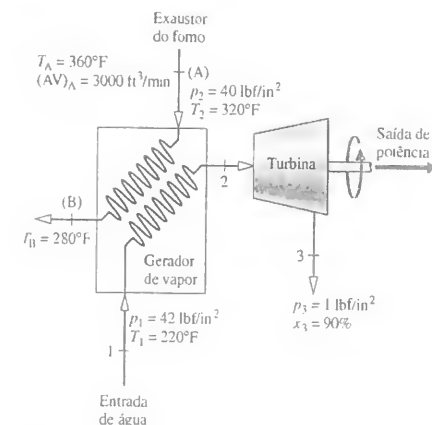 Exaustor
do forno
T_A = 360°F
(AV)_A = 3000 ft³/min
(A)
p₂ = 40 lbf/in²
T₂ = 320°F
Saída de
potência
Turbina
2
(B)
T_B = 280°F
Gerador
de vapor
3
p₃ = 1 lbf/in²
x₃ = 90%
p₁ = 42 lbf/in²
T₁ = 220°F
1
Entrada
de água